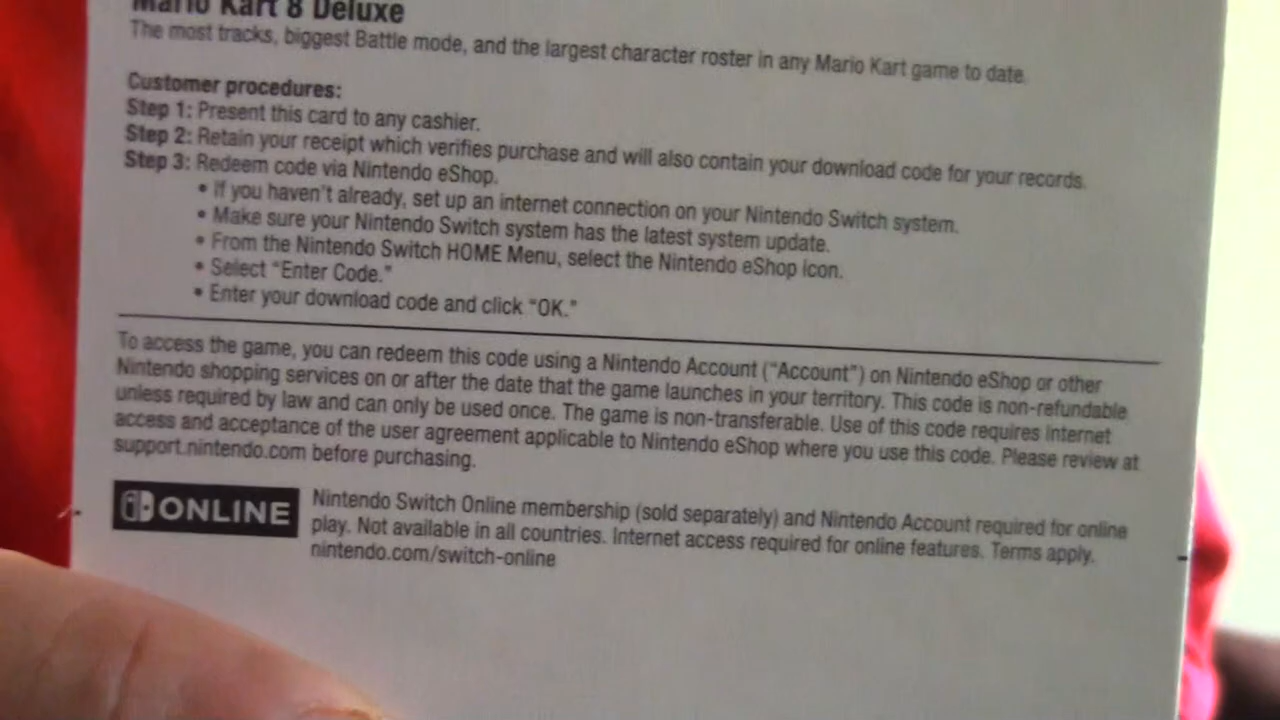 Mario Kart 8 Deluxe
The most tracks, biggest Battle mode, and the largest character roster in any Mario Kart game to date.
Customer procedures:
Step 1: Present this card to any cashier.
Step 2: Retain your receipt which verifies purchase and will also contain your download code for your records.
Step 3: Redeem code via Nintendo eShop.
• If you haven't already, set up an internet connection on your Nintendo Switch system.
• Make sure your Nintendo Switch system has the latest system update.
• From the Nintendo Switch HOME Menu, select the Nintendo eShop icon.
• Select “Enter Code.”
• Enter your download code and click “OK.”
To access the game, you can redeem this code using a Nintendo Account (“Account”) on Nintendo eShop or other
Nintendo shopping services on or after the date that the game launches in your territory. This code is non-refundable
unless required by law and can only be used once. The game is non-transferable. Use of this code requires Internet
access and acceptance of the user agreement applicable to Nintendo eShop where you use this code. Please review at
support.nintendo.com before purchasing.
ONLINE
Nintendo Switch Online membership (sold separately) and Nintendo Account required for online
play. Not available in all countries. Internet access required for online features. Terms apply.
nintendo.com/switch-online